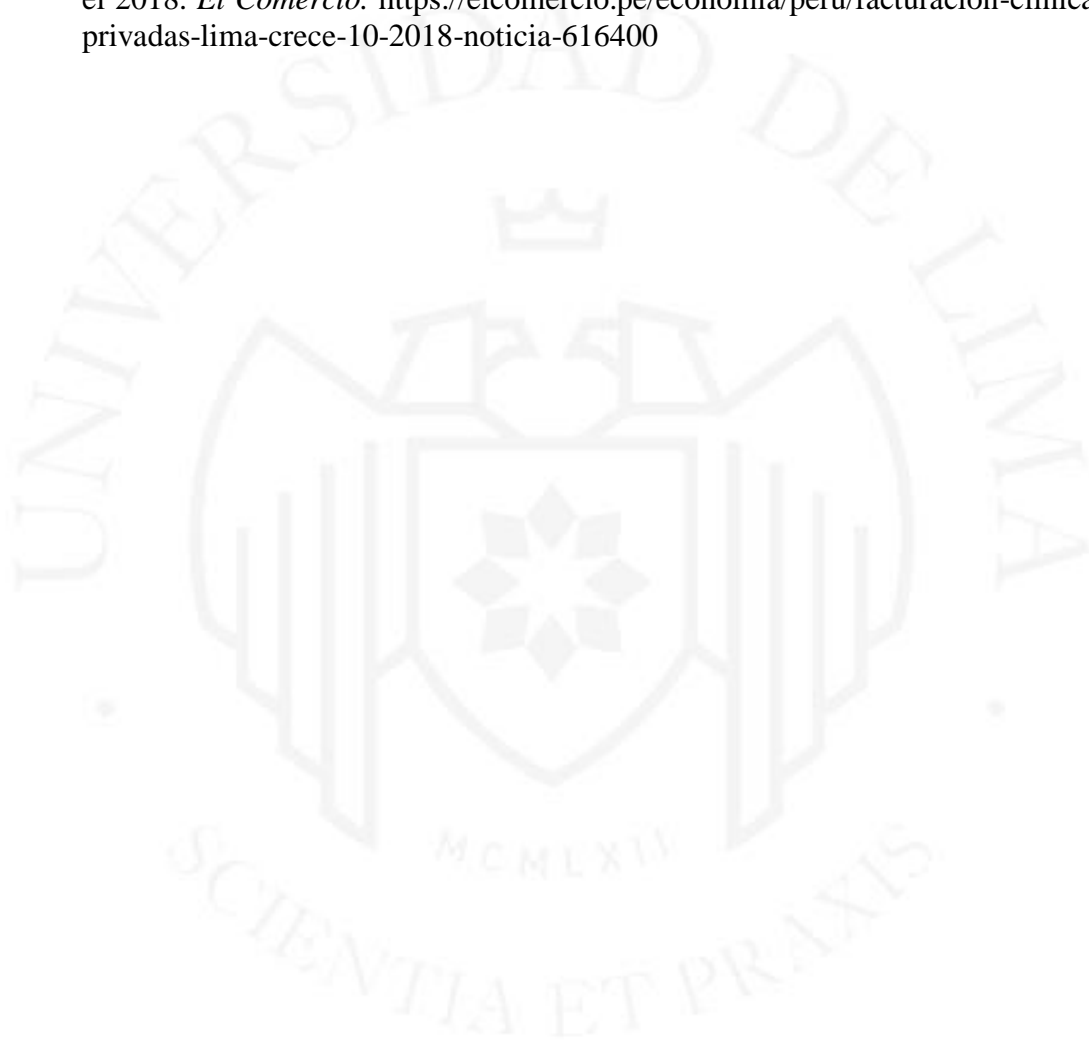 el 2018. El Comercio. https://elcomercio.pe/economia/peru/facturacion-clinica
privadas-lima-crece-10-2018-noticia-616400
UNIVERSIDAD DE LIMA
MCMLXII
SCIENTIA ET PRAXIS